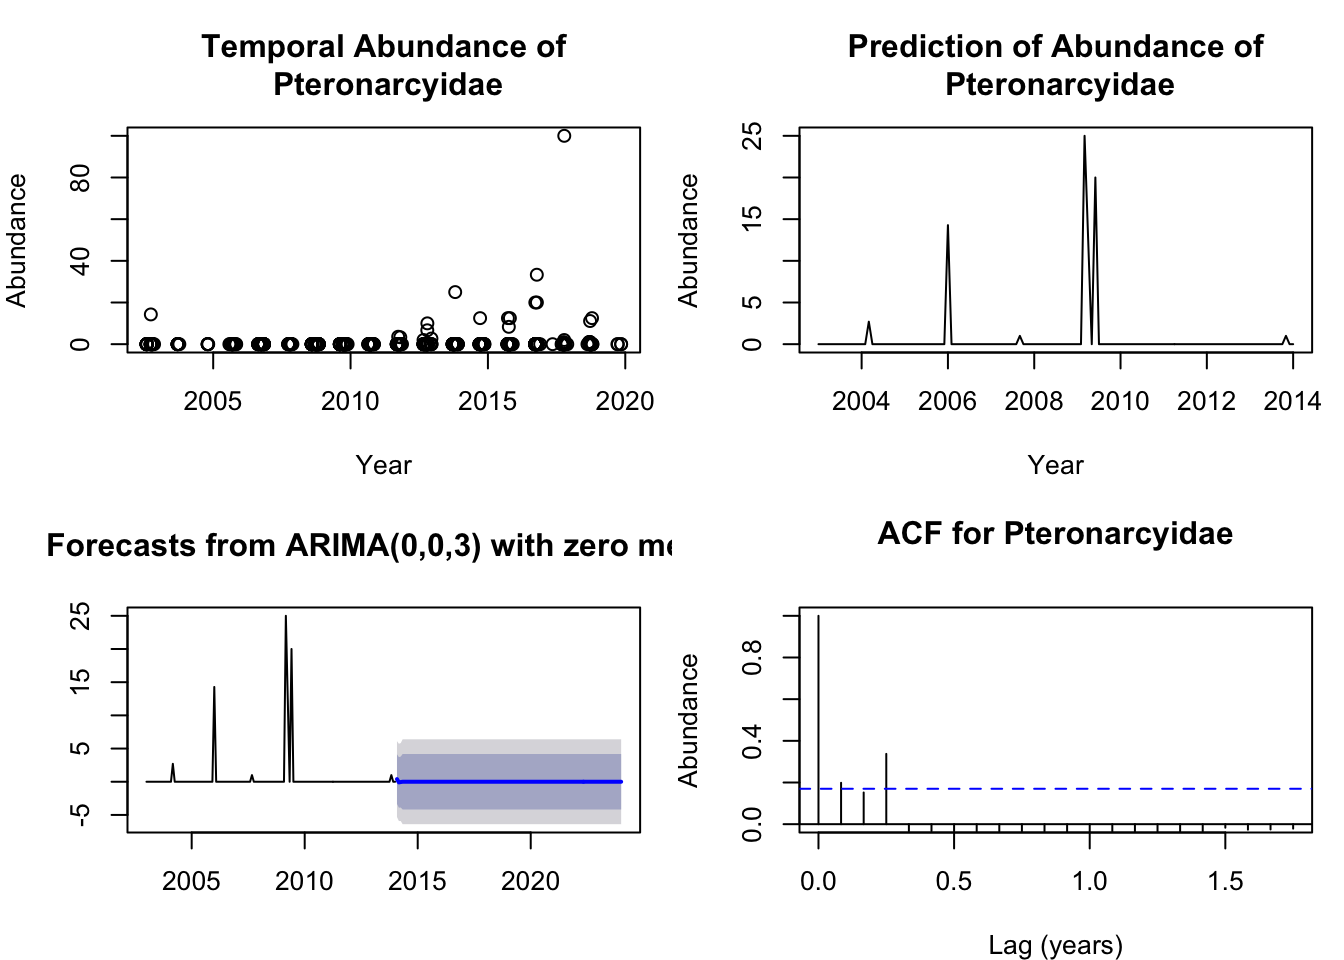 Temporal Abundance of
Pteronarcyidae
Abundance
80
40
0
2005 2010 2015 2020
Year
Prediction of Abundance of
Pteronarcyidae
Abundance
25
15
5
0
2004 2006 2008 2010 2012 2014
Year
Forecasts from ARIMA(0,0,3) with zero me
25
15
5
-5
2005 2010 2015 2020
ACF for Pteronarcyidae
Abundance
0.8
0.4
0.0
0.0 0.5 1.0 1.5
Lag (years)